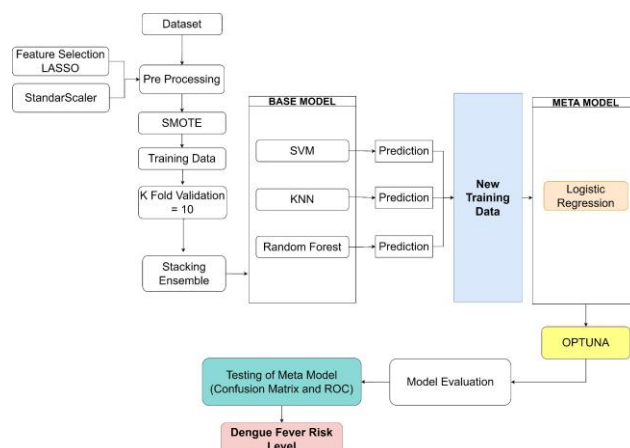 Dataset
Feature Selection
LASSO
Pre Processing
StandarScaler
SMOTE
Training Data
K Fold Validation
= 10
Stacking
Ensemble
BASE MODEL
SVM
KNN
Random Forest
Prediction
Prediction
Prediction
New
Training
Data
META MODEL
Logistic
Regression
OPTUNA
Model Evaluation
Testing of Meta Model
(Confusion Matrix and ROC)
Dengue Fever Risk
Level